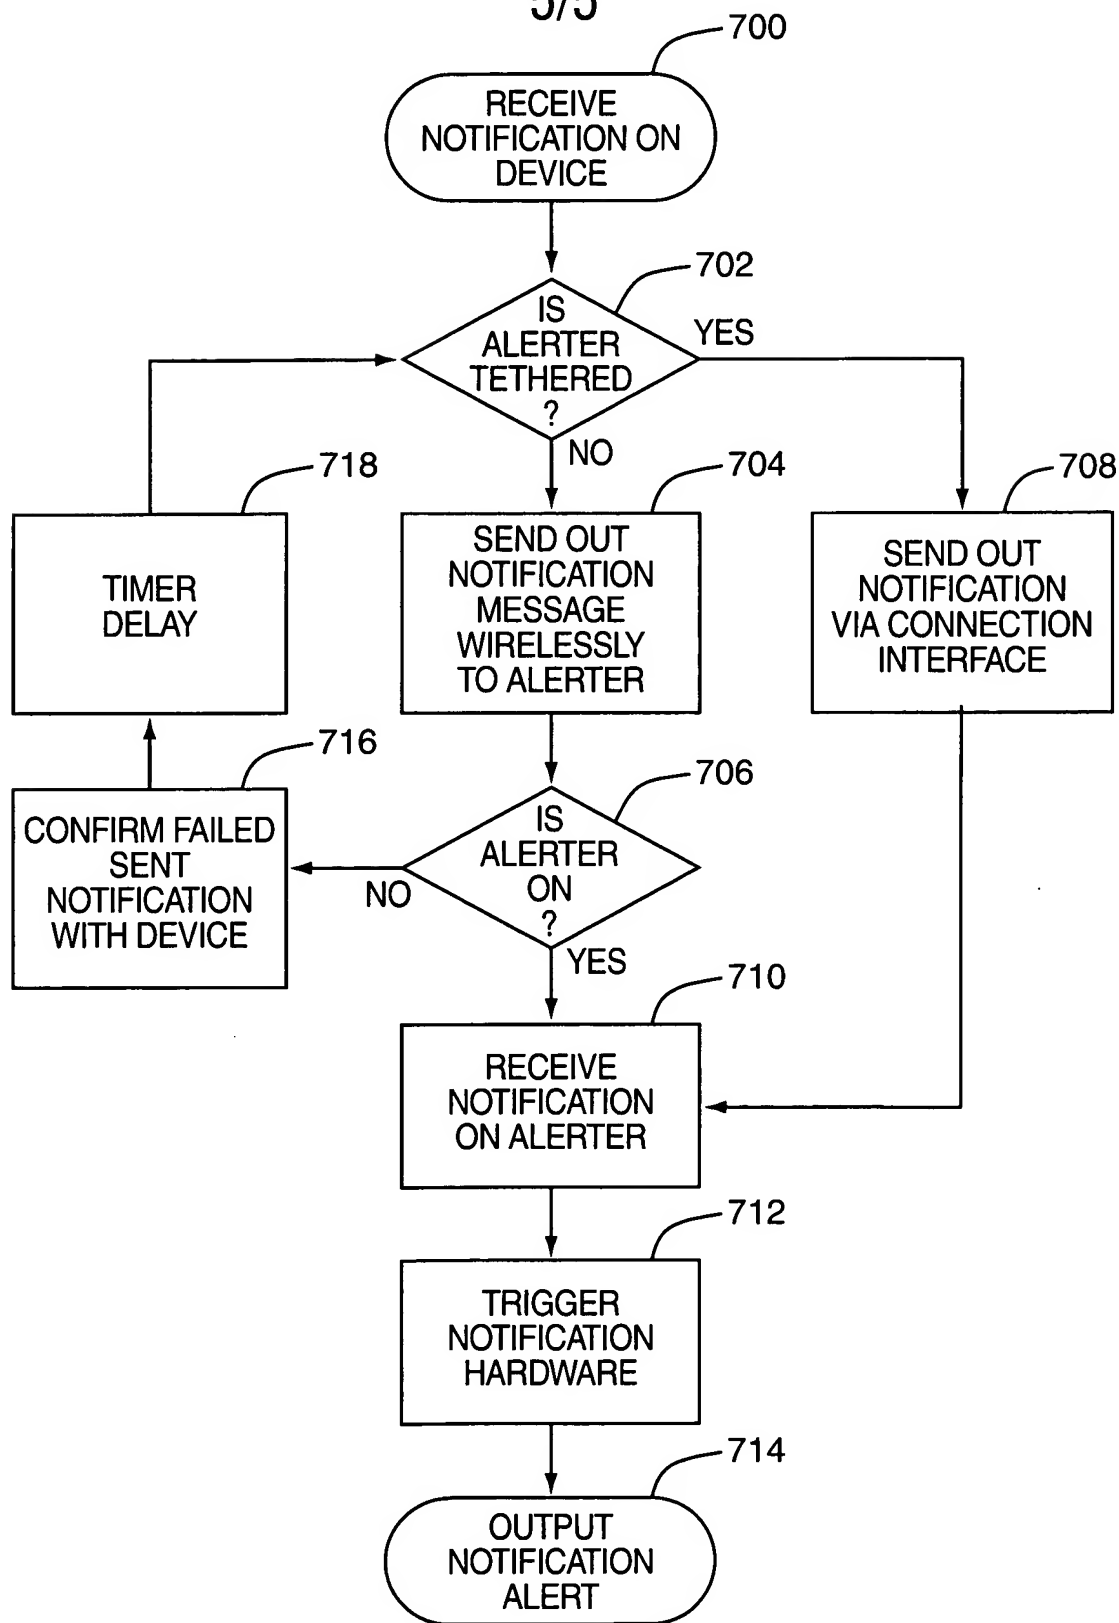 5/5
700
RECEIVE
NOTIFICATION ON
DEVICE
702
IS
ALERTER
TETHERED
?
YES
NO
718
TIMER
DELAY
704
SEND OUT
NOTIFICATION
MESSAGE
WIRELESSLY
TO ALERTER
708
SEND OUT
NOTIFICATION
VIA CONNECTION
INTERFACE
716
CONFIRM FAILED
SENT
NOTIFICATION
WITH DEVICE
706
IS
ALERTER
ON
?
NO
YES
710
RECEIVE
NOTIFICATION
ON ALERTER
712
TRIGGER
NOTIFICATION
HARDWARE
714
OUTPUT
NOTIFICATION
ALERT